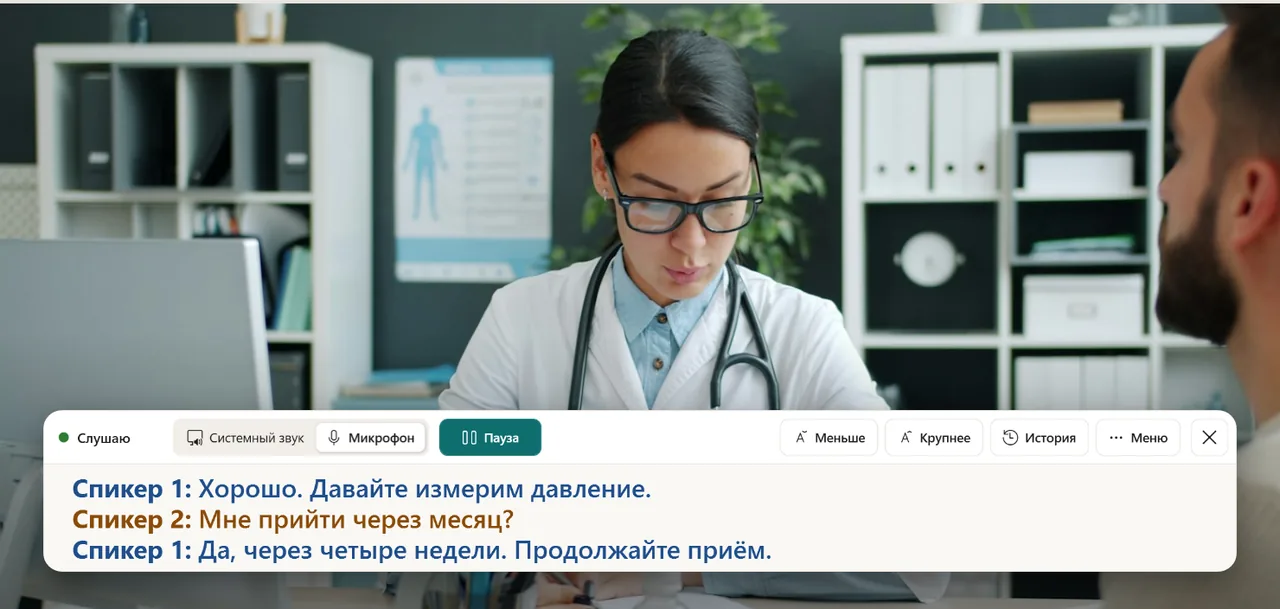 Слушаю
Системный звук
Микрофон
Пауза
A˅ Меньше
A˄ Крупнее
История
Меню
Спикер 1: Хорошо. Давайте измерим давление.
Спикер 2: Мне прийти через месяц?
Спикер 1: Да, через четыре недели. Продолжайте приём.